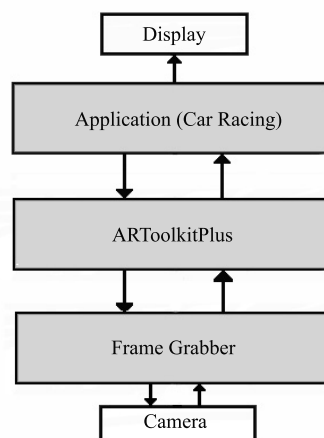 Display
Application (Car Racing)
ARToolkitPlus
Frame Grabber
Camera